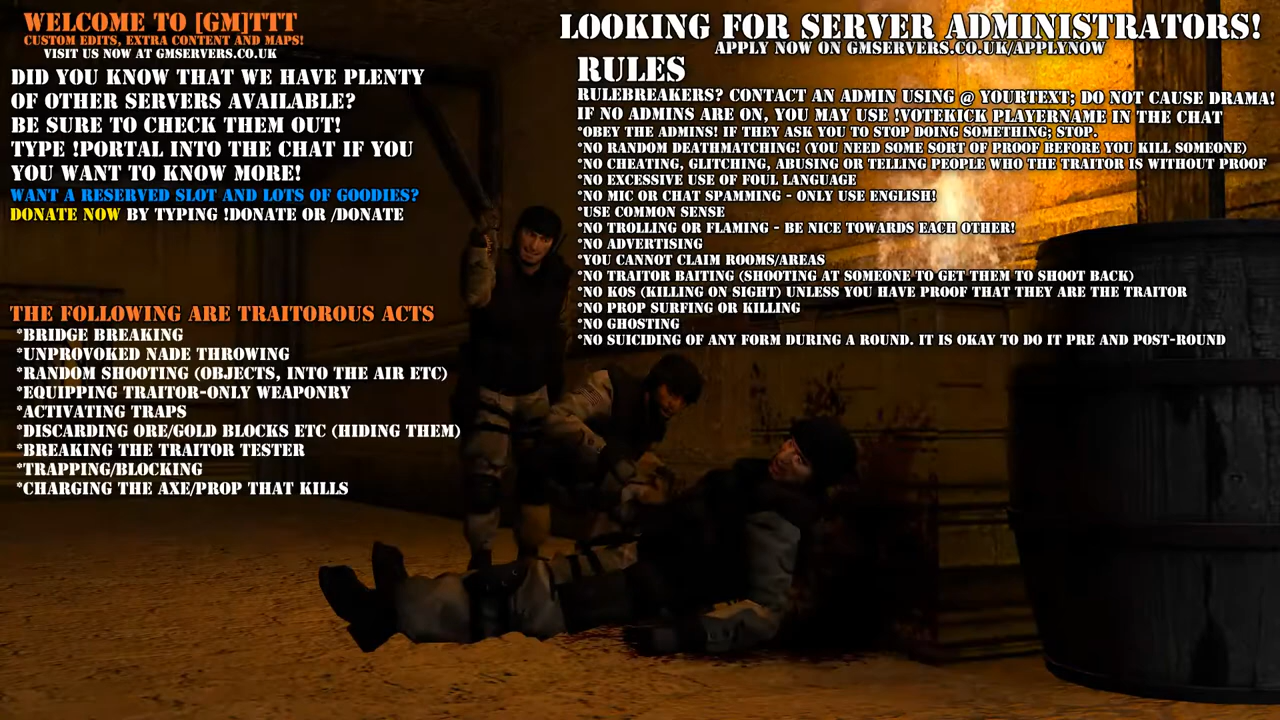 WELCOME TO [GM]TTT
CUSTOM EDITS, EXTRA CONTENT AND MAPS!
VISIT US NOW AT GMSERVERS.CO.UK
DID YOU KNOW THAT WE HAVE PLENTY
OF OTHER SERVERS AVAILABLE?
BE SURE TO CHECK THEM OUT!
TYPE !PORTAL INTO THE CHAT IF YOU
YOU WANT TO KNOW MORE!
WANT A RESERVED SLOT AND LOTS OF GOODIES?
DONATE NOW BY TYPING !DONATE OR /DONATE
THE FOLLOWING ARE TRAITOROUS ACTS
*BRIDGE BREAKING
*UNPROVOKED NADE THROWING
*RANDOM SHOOTING (OBJECTS, INTO THE AIR ETC)
*EQUIPPING TRAITOR-ONLY WEAPONRY
*ACTIVATING TRAPS
*DISCARDING ORE/GOLD BLOCKS ETC (HIDING THEM)
*BREAKING THE TRAITOR TESTER
*TRAPPING/BLOCKING
*CHARGING THE AXE/PROP THAT KILLS
LOOKING FOR SERVER ADMINISTRATORS!
APPLY NOW ON GMSERVERS.CO.UK/APPLYNOW
RULES
RULEBREAKERS? CONTACT AN ADMIN USING @ YOURTEXT; DO NOT CAUSE DRAMA!
IF NO ADMINS ARE ON, YOU MAY USE !VOTEKICK PLAYERNAME IN THE CHAT
*OBEY THE ADMINS! IF THEY ASK YOU TO STOP DOING SOMETHING; STOP.
*NO RANDOM DEATHMATCHING! (YOU NEED SOME SORT OF PROOF BEFORE YOU KILL SOMEONE)
*NO CHEATING, GLITCHING, ABUSING OR TELLING PEOPLE WHO THE TRAITOR IS WITHOUT PROOF
*NO EXCESSIVE USE OF FOUL LANGUAGE
*NO MIC OR CHAT SPAMMING - ONLY USE ENGLISH!
*USE COMMON SENSE
*NO TROLLING OR FLAMING - BE NICE TOWARDS EACH OTHER!
*NO ADVERTISING
*YOU CANNOT CLAIM ROOMS/AREAS
*NO TRAITOR BAITING (SHOOTING AT SOMEONE TO GET THEM TO SHOOT BACK)
*NO KOS (KILLING ON SIGHT) UNLESS YOU HAVE PROOF THAT THEY ARE THE TRAITOR
*NO PROP SURFING OR KILLING
*NO GHOSTING
*NO SUICIDING OF ANY FORM DURING A ROUND. IT IS OKAY TO DO IT PRE AND POST-ROUND